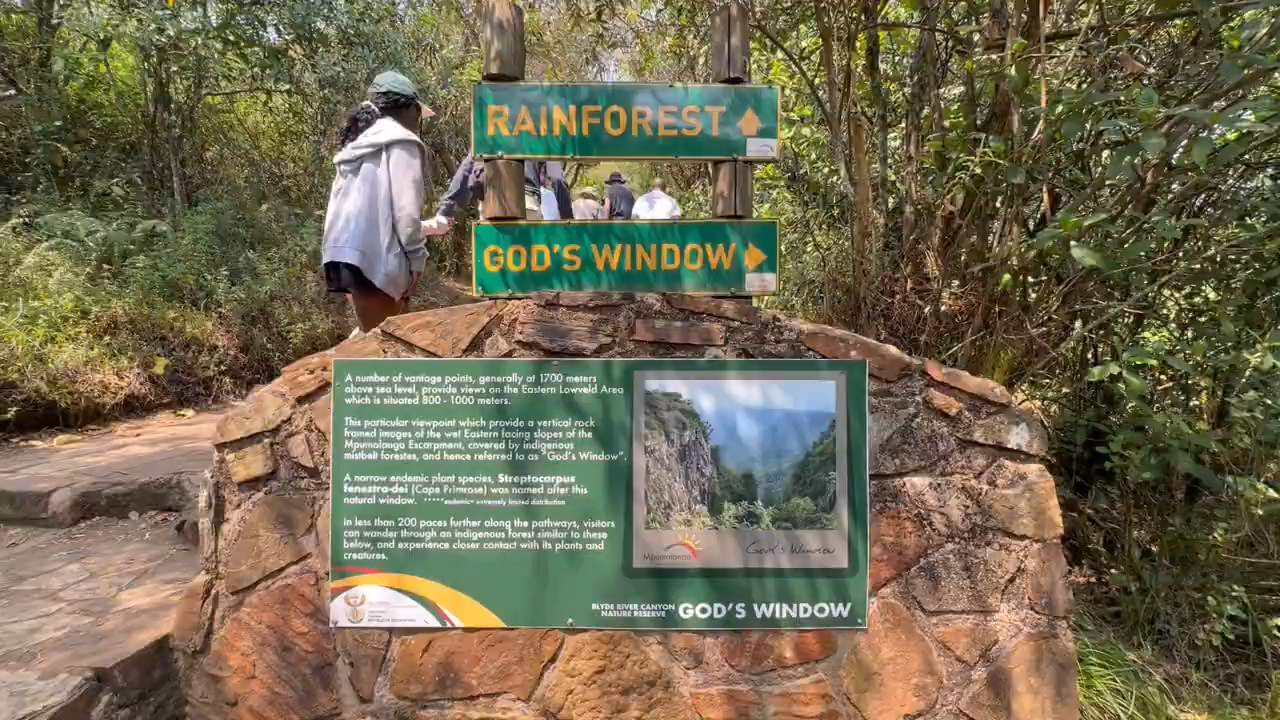 RAINFOREST
GOD'S WINDOW
A number of vantage points, generally at 1700 meters
above sea level, provide views on the Eastern Lowveld Area
which is situated 800 - 1000 meters.
This particular viewpoint which provide a vertical rock
framed images of the wet Eastern facing slopes of the
Mpumalanga Escarpment, covered by indigenous
mistbelt forestes, and hence referred to as "God's Window".
A narrow endemic plant species, Streptocarpus
fenestra-dei (Cape Primrose) was named after this
natural window. *****endemic= extremely limited distribution
In less than 200 paces further along the pathways, visitors
can wander through an indigenous forest similar to these
below, and experience closer contact with its plants and
creatures.
Mpumalanga
God's Window
BLYDE RIVER CANYON
NATURE RESERVE
GOD'S WINDOW